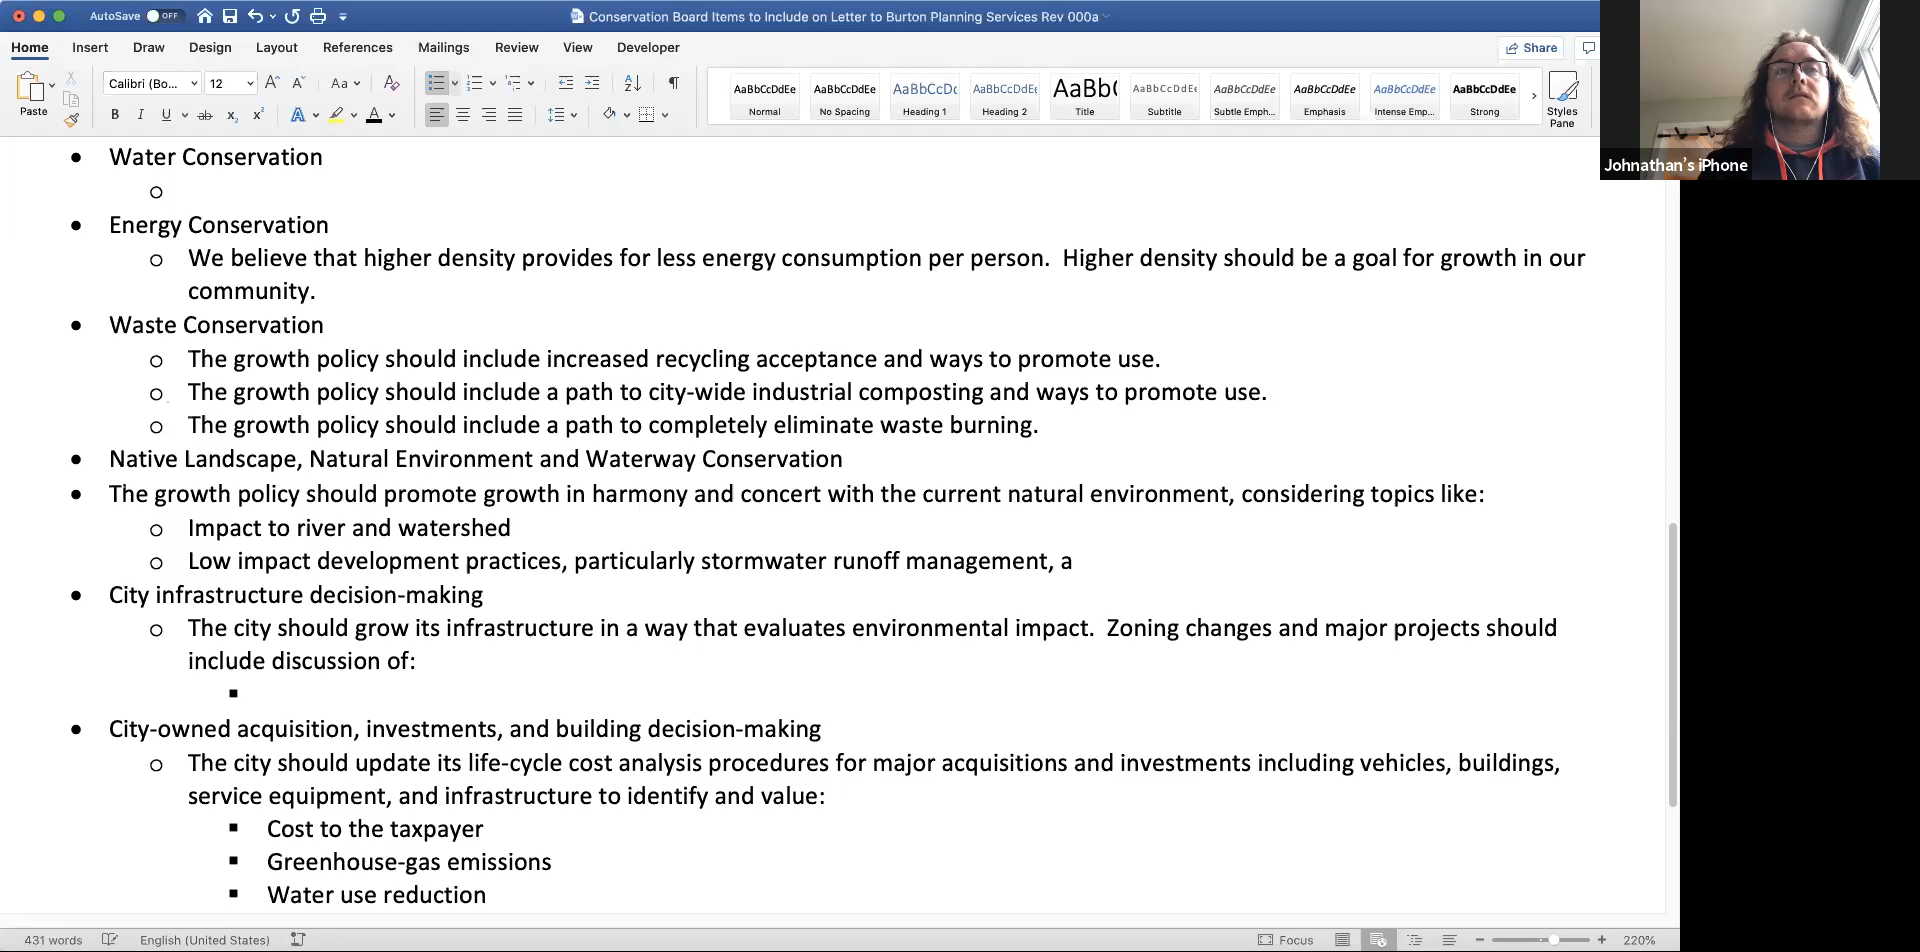 AutoSave OFF
Conservation Board Items to Include on Letter to Burton Planning Services Rev 000a
Home Insert Draw Design Layout References Mailings Review View Developer
Share
Paste
Calibri (Bo... 12 A A Aa A
B I U ab x₂ x² A A
AaBbCcDdEe AaBbCcDdEe AaBbCcDc AaBbCcDdEe AaBb( AaBbCcDdEe AaBbCcDdEe AaBbCcDdEe AaBbCcDdEe AaBbCcDdEe
Normal No Spacing Heading 1 Heading 2 Title Subtitle Subtle Emph... Emphasis Intense Emp... Strong
Styles
Pane
Johnathan's iPhone
• Water Conservation
o
• Energy Conservation
o We believe that higher density provides for less energy consumption per person. Higher density should be a goal for growth in our
community.
• Waste Conservation
o The growth policy should include increased recycling acceptance and ways to promote use.
o The growth policy should include a path to city-wide industrial composting and ways to promote use.
o The growth policy should include a path to completely eliminate waste burning.
• Native Landscape, Natural Environment and Waterway Conservation
• The growth policy should promote growth in harmony and concert with the current natural environment, considering topics like:
o Impact to river and watershed
o Low impact development practices, particularly stormwater runoff management, a
• City infrastructure decision-making
o The city should grow its infrastructure in a way that evaluates environmental impact. Zoning changes and major projects should
include discussion of:
▪
• City-owned acquisition, investments, and building decision-making
o The city should update its life-cycle cost analysis procedures for major acquisitions and investments including vehicles, buildings,
service equipment, and infrastructure to identify and value:
▪ Cost to the taxpayer
▪ Greenhouse-gas emissions
▪ Water use reduction
431 words English (United States) Focus 220%